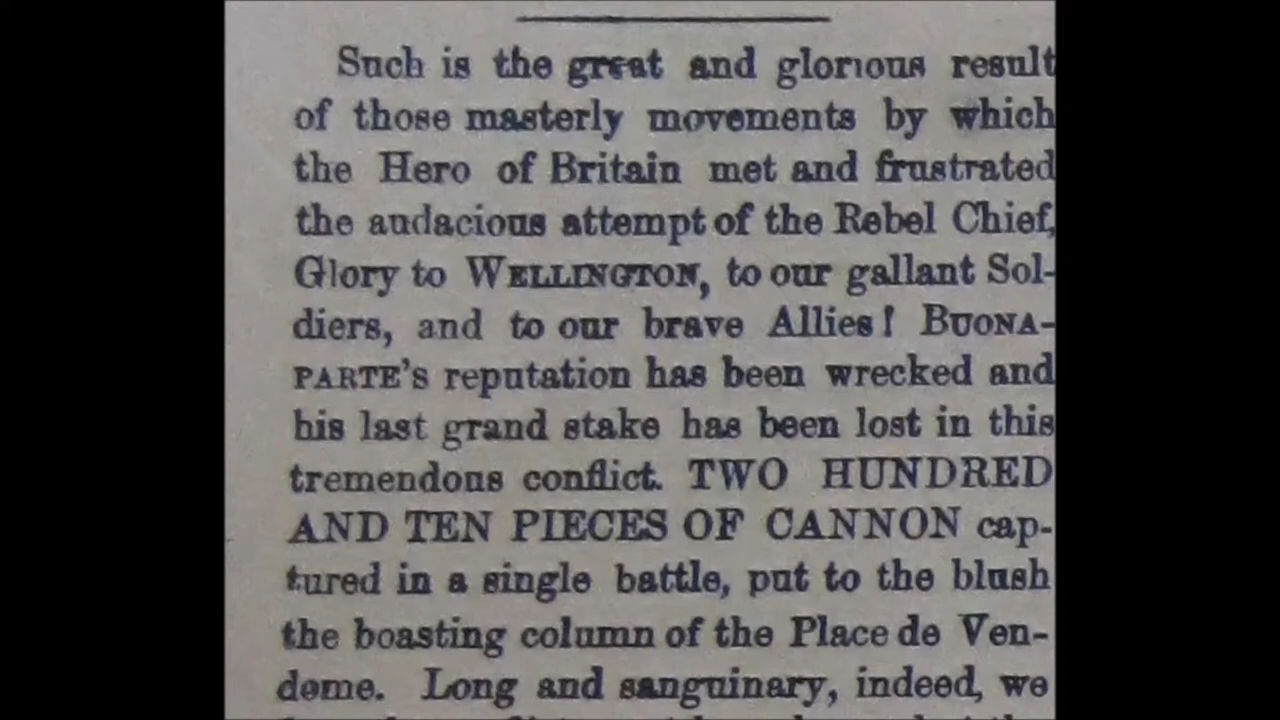 Such is the great and glorious result
of those masterly movements by which
the Hero of Britain met and frustrated
the audacious attempt of the Rebel Chief,
Glory to WELLINGTON, to our gallant Sol-
diers, and to our brave Allies! BUONA-
PARTE'S reputation has been wrecked and
his last grand stake has been lost in this
tremendous conflict. TWO HUNDRED
AND TEN PIECES OF CANNON cap-
tured in a single battle, put to the blush
the boasting column of the Place de Ven-
dome. Long and sanguinary, indeed, we